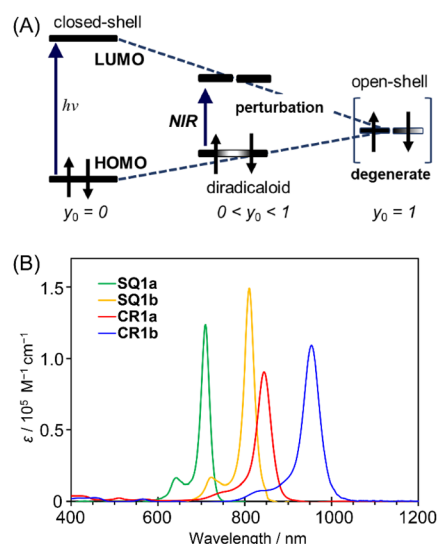 (A)
closed-shell
LUMO
open-shell
hν
NIR
perturbation
HOMO
diradicaloid
degenerate
y0 = 0
0 < y0 < 1
y0 = 1
(B)
SQ1a
SQ1b
CR1a
CR1b
ε / 10⁵ M⁻¹ cm⁻¹
1.5
1.0
0.5
0
400 600 800 1000 1200
Wavelength / nm